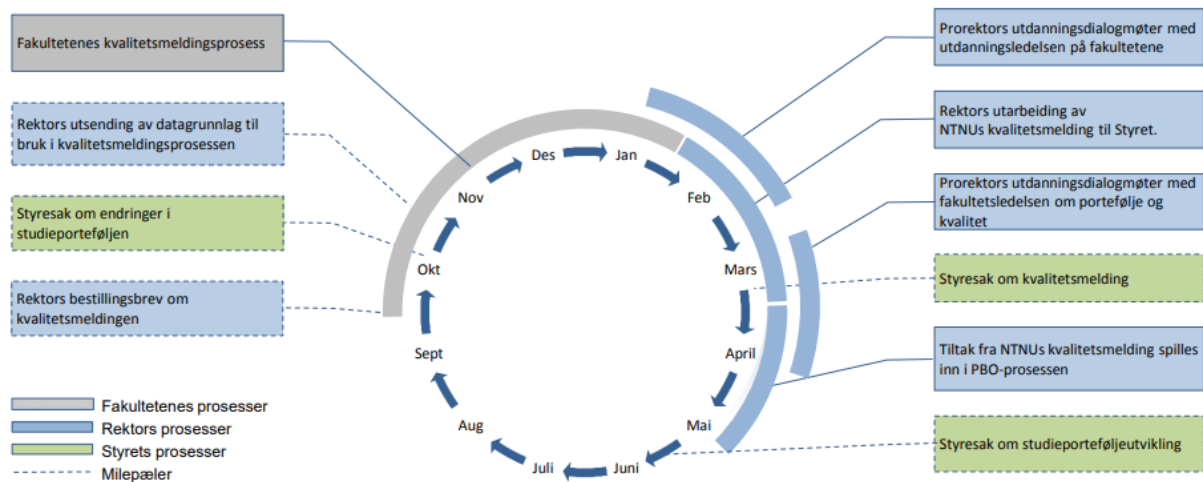 Fakultetenes kvalitetsmeldingsprosess
Rektors utsending av datagrunnlag til
bruk i kvalitetsmeldingsprosessen
Styresak om endringer i
studieporteføljen
Rektors bestillingsbrev om
kvalitetsmeldingen
Des
Jan
Feb
Mars
April
Mai
Juni
Juli
Aug
Sept
Okt
Nov
Prorektors utdanningsdialogmøter med
utdanningsledelsen på fakultetene
Rektors utarbeiding av
NTNUs kvalitetsmelding til Styret.
Prorektors utdanningsdialogmøter med
fakultetsledelsen om portefølje og
kvalitet
Styresak om kvalitetsmelding
Tiltak fra NTNUs kvalitetsmelding spilles
inn i PBO-prosessen
Styresak om studieporteføljeutvikling
Fakultetenes prosesser
Rektors prosesser
Styrets prosesser
Milepæler